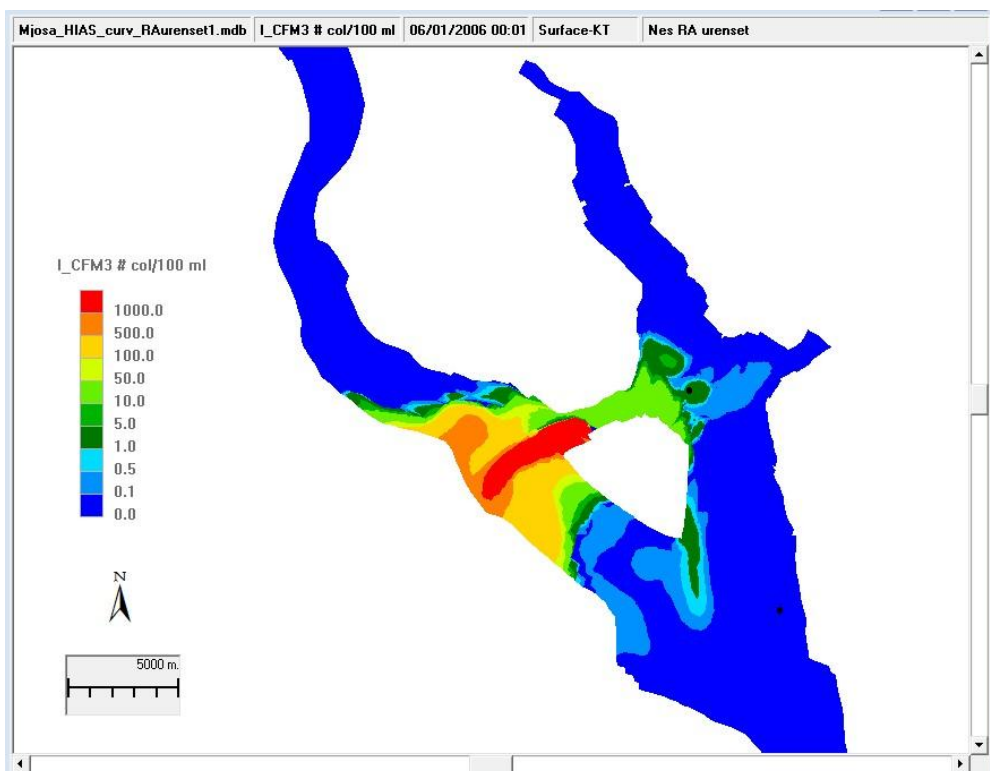 Mjosa_HIAS_curv_RAurenset1.mdb I_CFM3 # col/100 ml 06/01/2006 00:01 Surface-KT Nes RA urenset
I_CFM3 # col/100 ml
1000.0
500.0
100.0
50.0
10.0
5.0
1.0
0.5
0.1
0.0
N
5000 m.